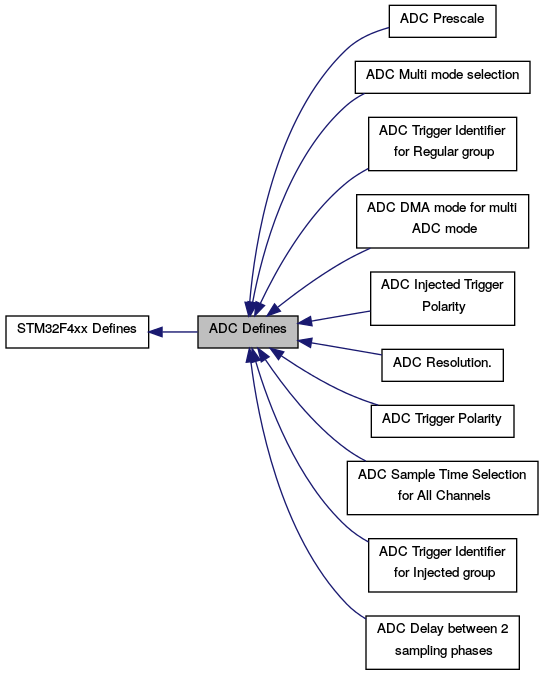 ADC Prescale
ADC Multi mode selection
ADC Trigger Identifier
for Regular group
ADC DMA mode for multi
ADC mode
ADC Injected Trigger
Polarity
STM32F4xx Defines
ADC Defines
ADC Resolution.
ADC Trigger Polarity
ADC Sample Time Selection
for All Channels
ADC Trigger Identifier
for Injected group
ADC Delay between 2
sampling phases